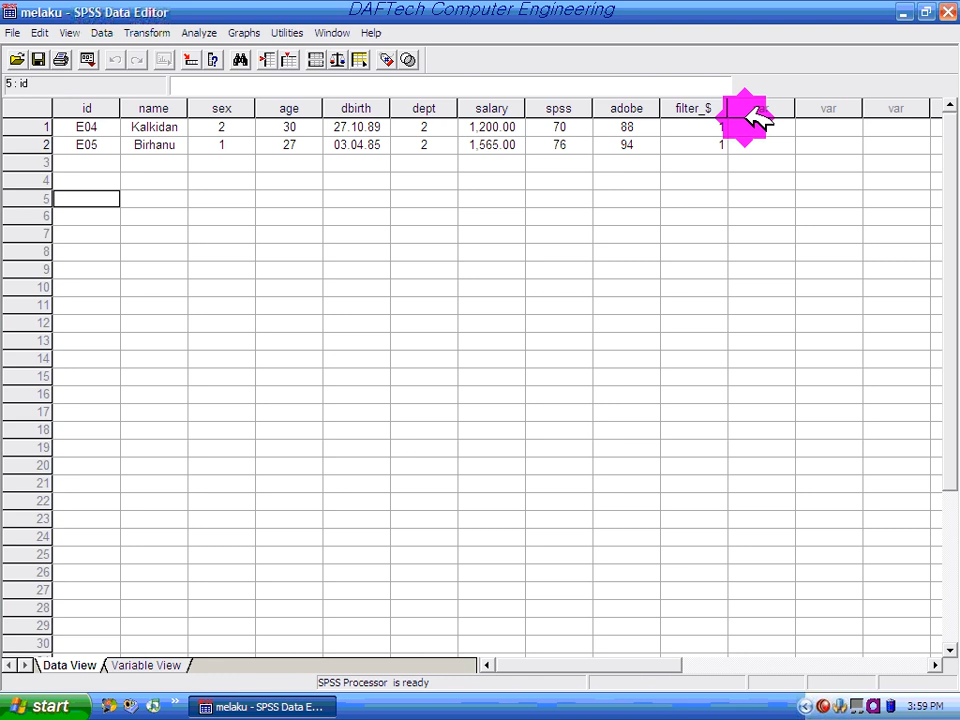 DAFTech Computer Engineering
melaku - SPSS Data Editor
File Edit View Data Transform Analyze Graphs Utilities Window Help
5 : id
id name sex age dbirth dept salary spss adobe filter_$ var var
1 E04 Kalkidan 2 30 27.10.89 2 1,200.00 70 88
2 E05 Birhanu 1 27 03.04.85 2 1,565.00 76 94 1
3
4
5
6
7
8
9
10
11
12
13
14
15
16
17
18
19
20
21
22
23
24
25
26
27
28
29
30
Data View Variable View
SPSS Processor is ready
start melaku - SPSS Data E... 3:59 PM